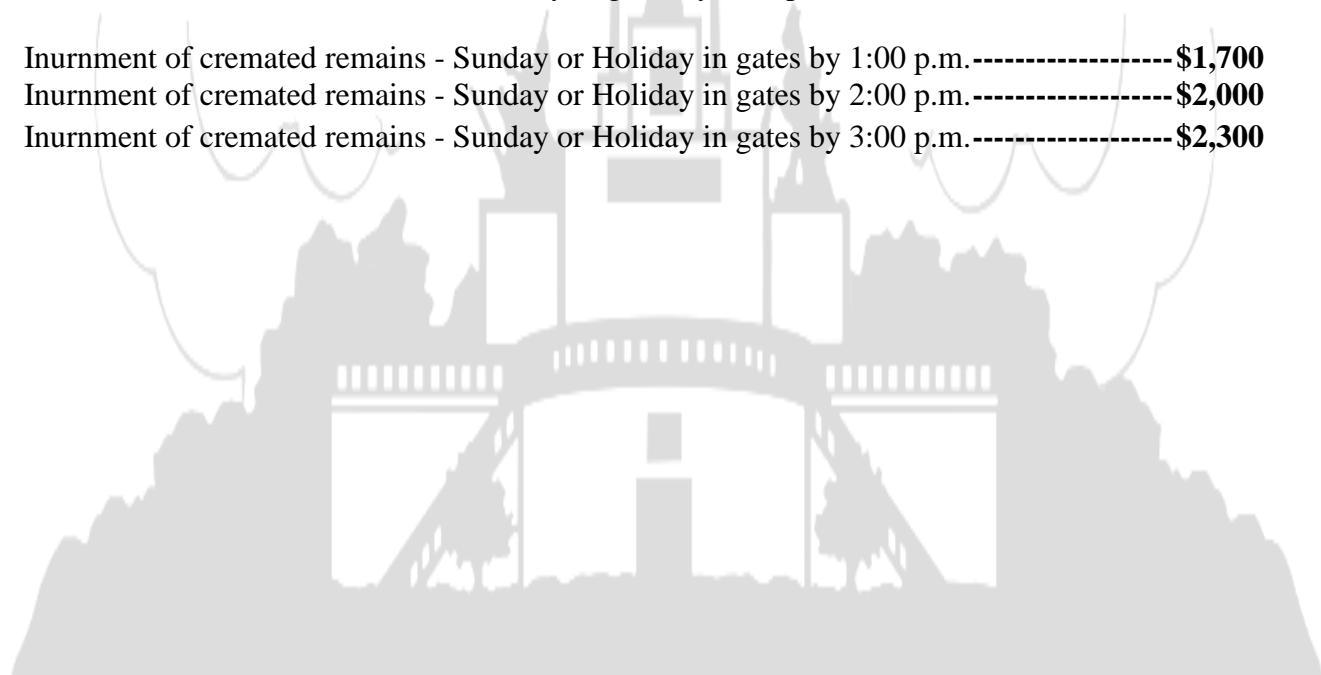 Inurnment of cremated remains - Sunday or Holiday in gates by 1:00 p.m.-------------------$1,700
Inurnment of cremated remains - Sunday or Holiday in gates by 2:00 p.m.-------------------$2,000
Inurnment of cremated remains - Sunday or Holiday in gates by 3:00 p.m.-------------------$2,300